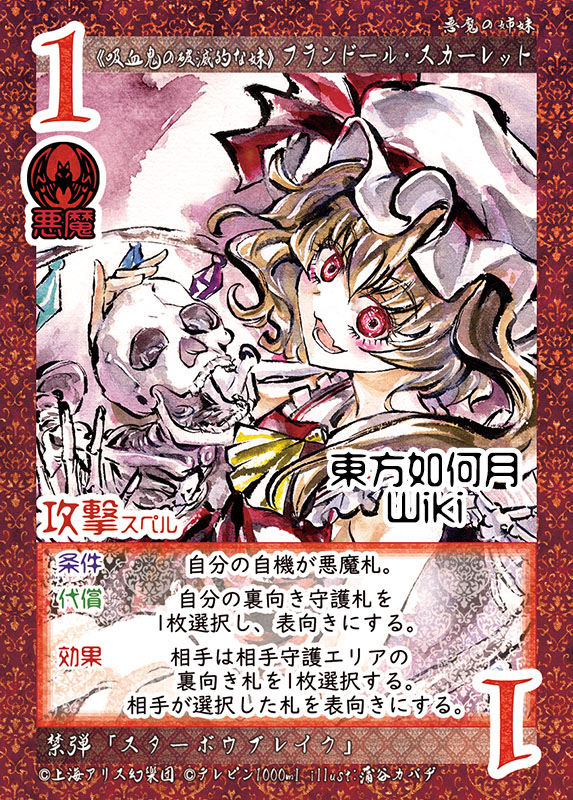 悪魔の姉妹
1
《吸血鬼の破滅的な妹》フランドール・スカーレット
悪魔
東方如何月
Wiki
攻撃スペル
条件 自分の自機が悪魔札。
代償 自分の裏向き守護札を
1枚選択し、表向きにする。
効果 相手は相手守護エリアの
裏向き札を1枚選択する。
相手が選択した札を表向きにする。
1
禁弾「スターボウブレイク」
©上海アリス幻樂団 ©テレビン1000ml illust:蒲谷カバヂ